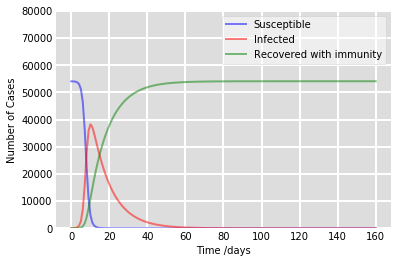 80000
70000
60000
50000
40000
30000
20000
10000
0
Number of Cases
Susceptible
Infected
Recovered with immunity
0 20 40 60 80 100 120 140 160
Time /days